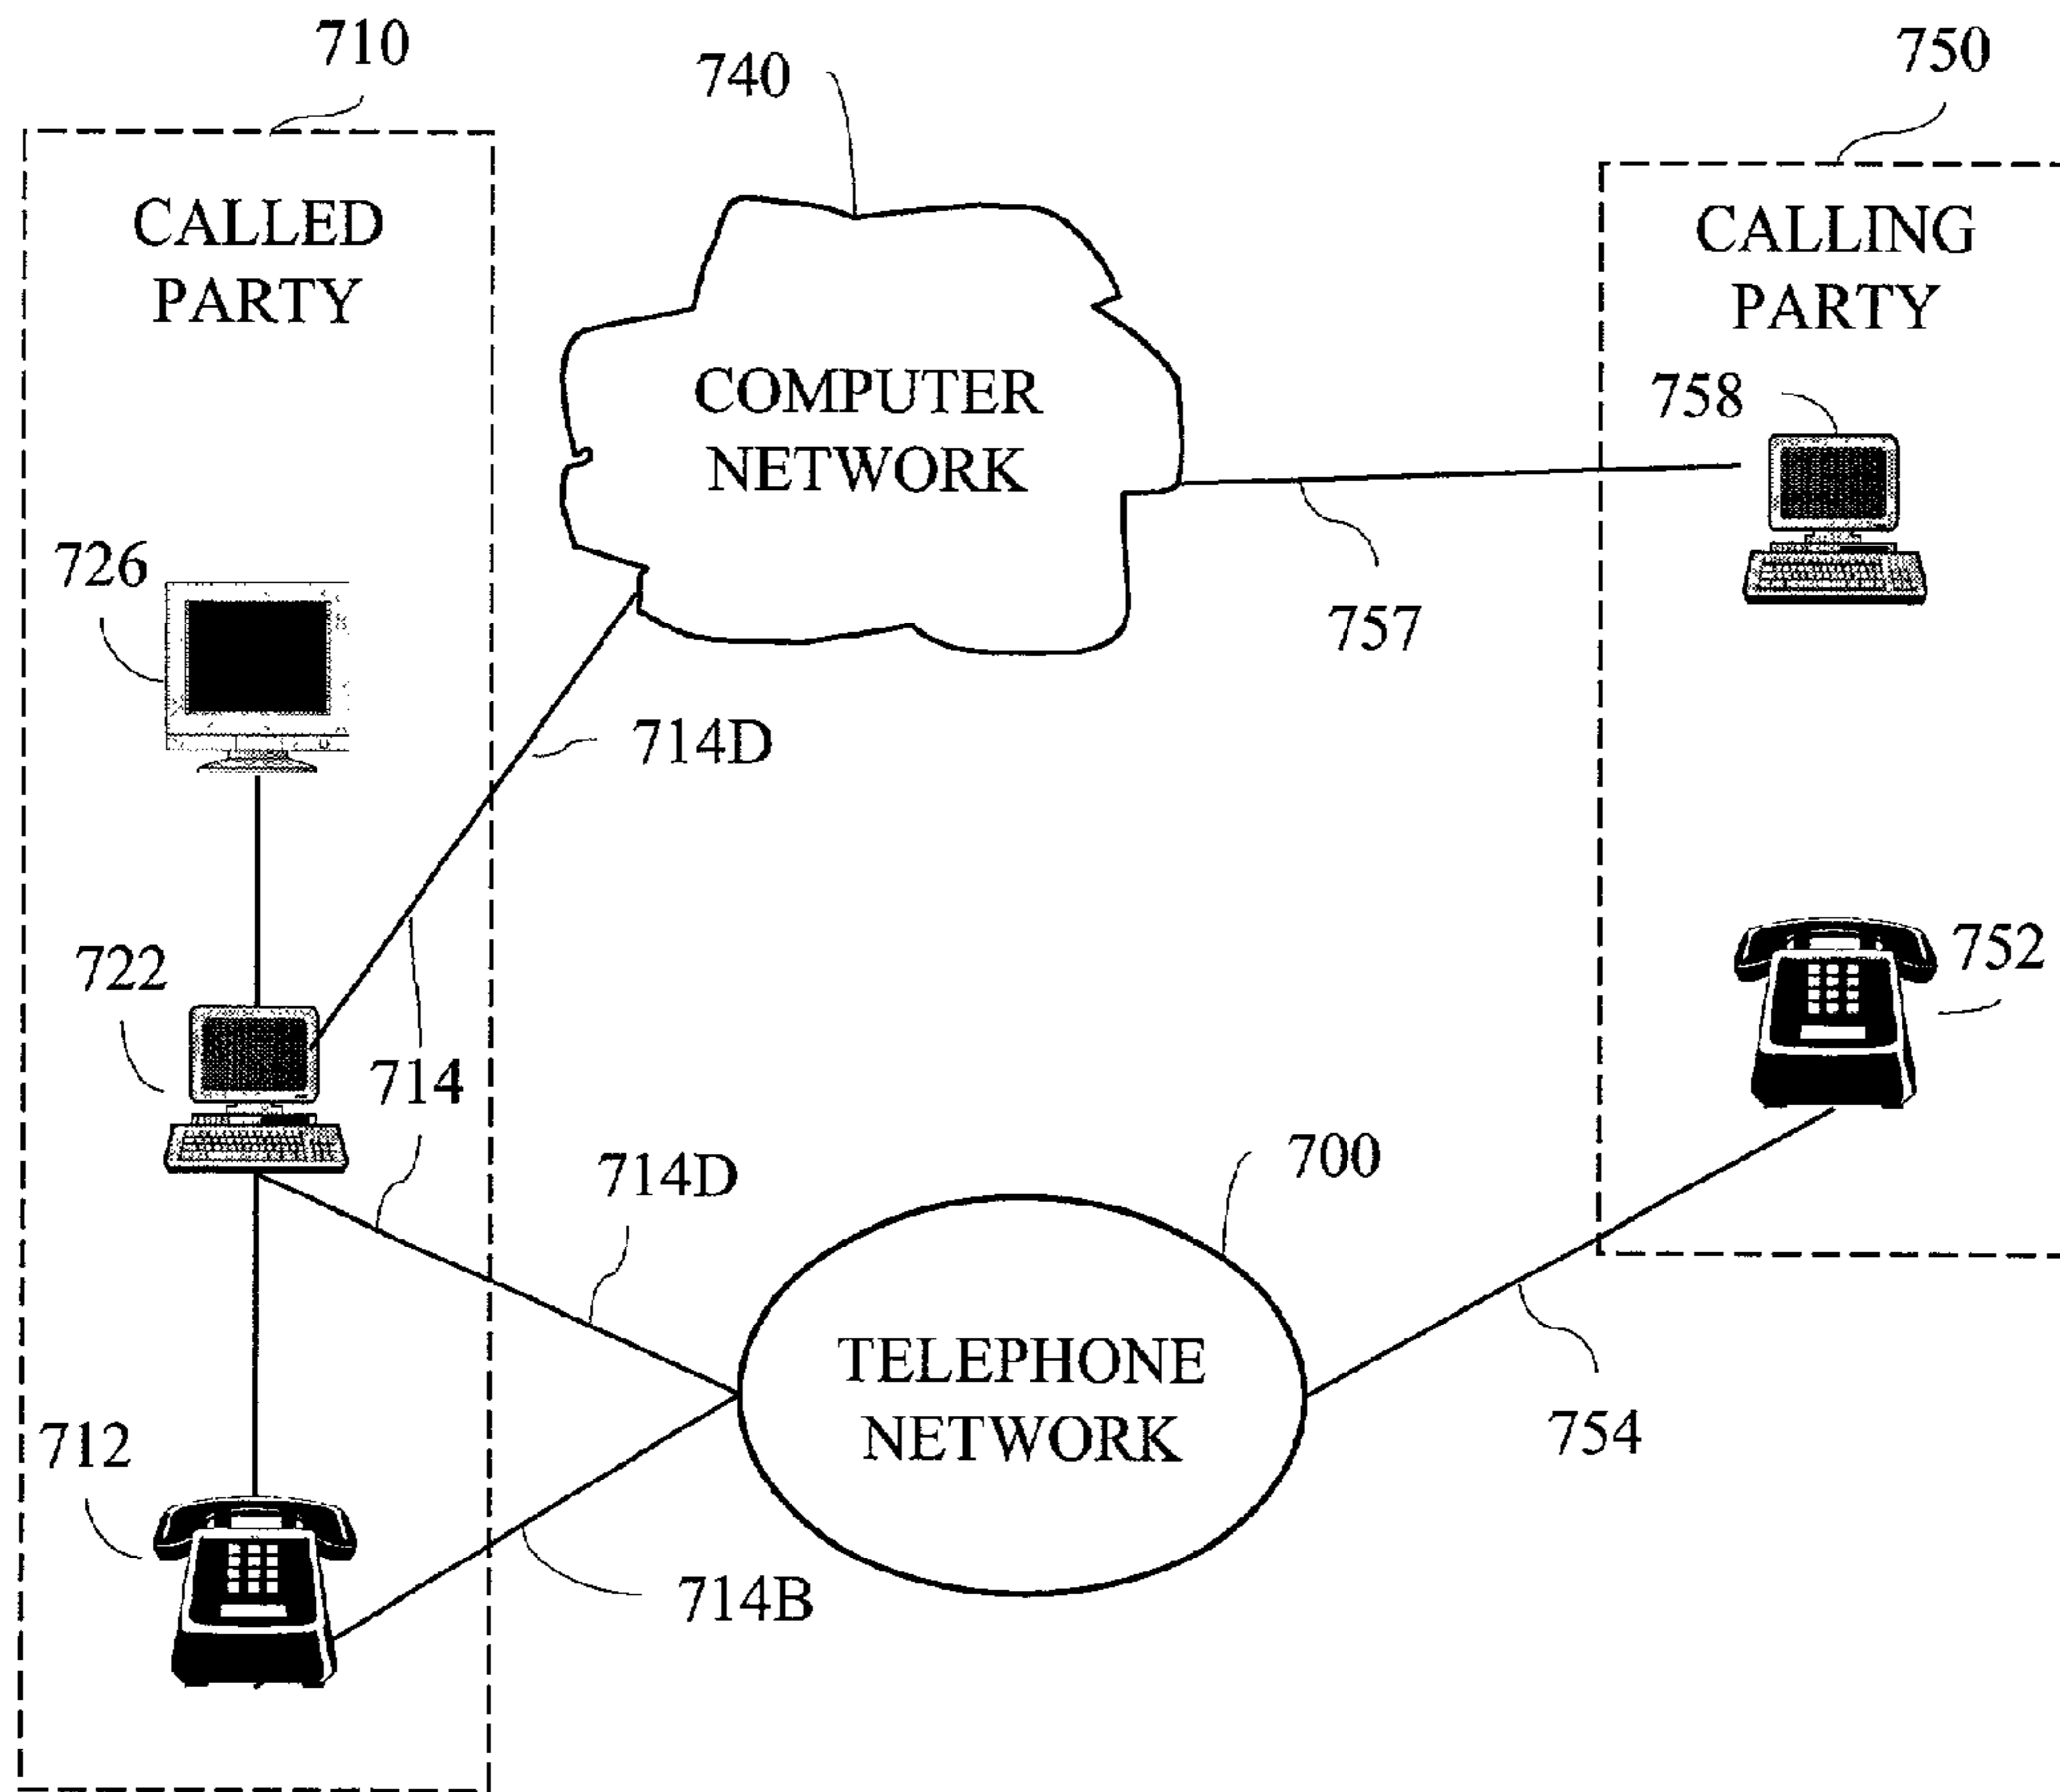 710
740
750
CALLED
PARTY
CALLING
PARTY
COMPUTER
NETWORK
758
726
757
714D
722
714
752
714D
700
TELEPHONE
NETWORK
712
754
714B